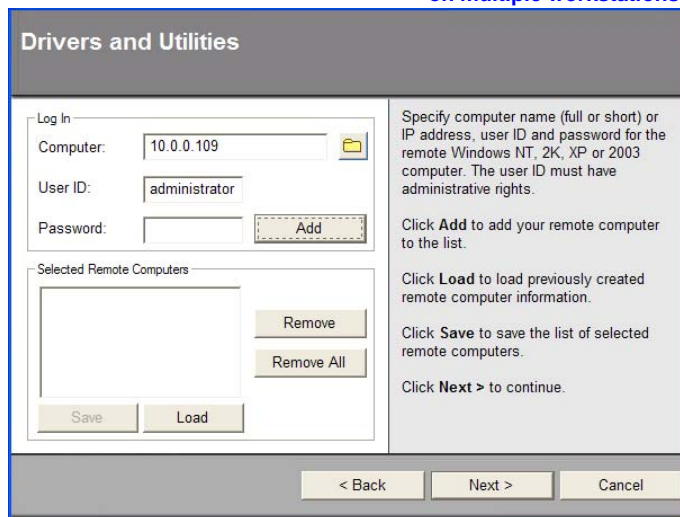 on Multiple Workstations
Drivers and Utilities
Log In
Computer:
10.0.0.109
User ID:
administrator
Password:
Add
Selected Remote Computers
Remove
Remove All
Save
Load
Specify computer name (full or short) or
IP address, user ID and password for the
remote Windows NT, 2K, XP or 2003
computer. The user ID must have
administrative rights.
Click Add to add your remote computer
to the list.
Click Load to load previously created
remote computer information.
Click Save to save the list of selected
remote computers.
Click Next > to continue.
< Back
Next >
Cancel